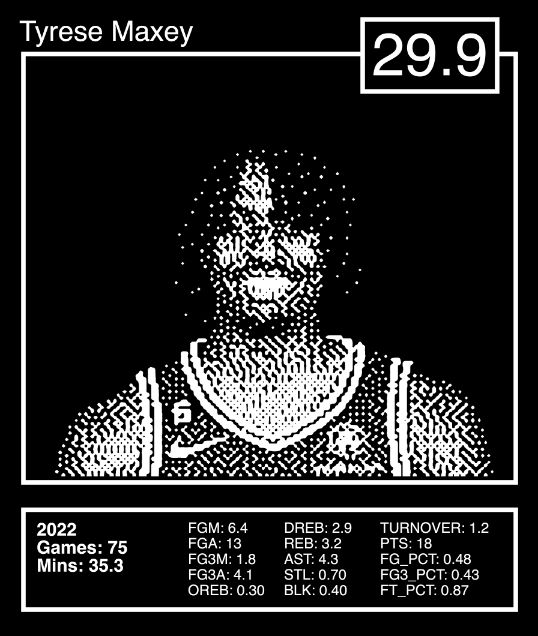 Tyrese Maxey
29.9
6
2022
Games: 75
Mins: 35.3
FGM: 6.4
FGA: 13
FG3M: 1.8
FG3A: 4.1
OREB: 0.30
DREB: 2.9
REB: 3.2
AST: 4.3
STL: 0.70
BLK: 0.40
TURNOVER: 1.2
PTS: 18
FG_PCT: 0.48
FG3_PCT: 0.43
FT_PCT: 0.87